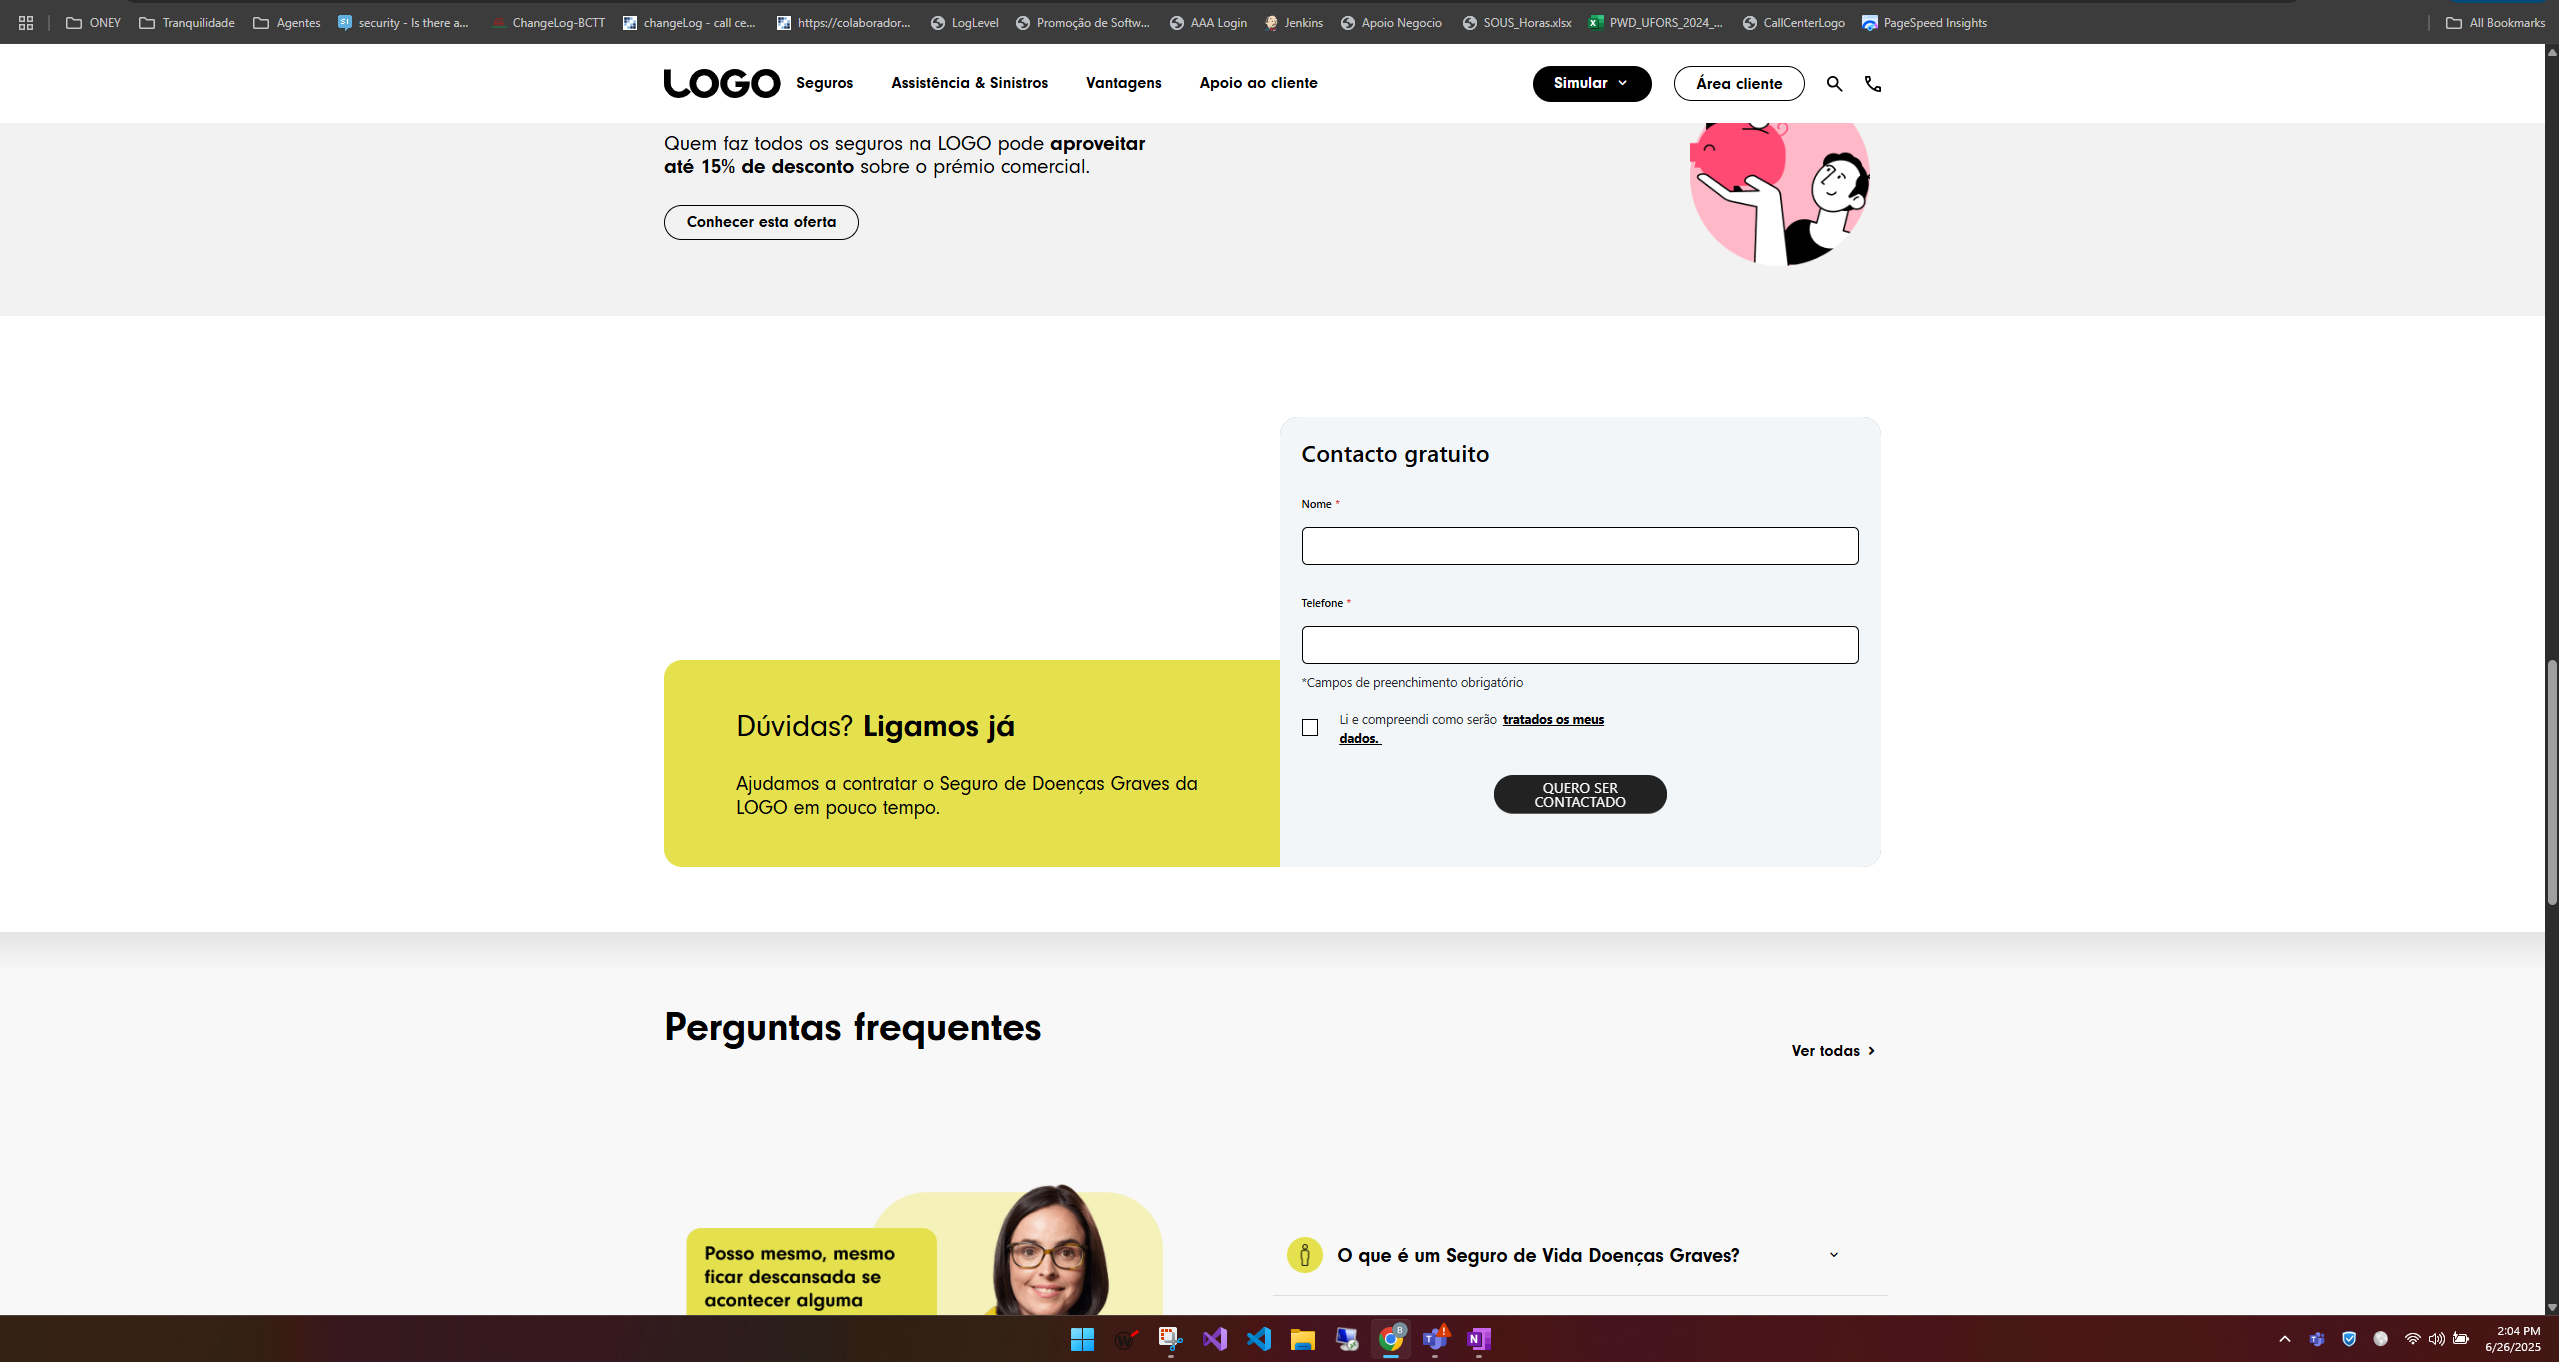 ONEY Tranquilidade Agentes security - Is there a... ChangeLog-BCTT changeLog - call ce... https://colaborador... LogLevel Promoção de Softw... AAA Login Jenkins Apoio Negocio SOUS_Horas.xlsx PWD_UFORS_2024_... CallCenterLogo PageSpeed Insights All Bookmarks
LOGO Seguros Assistência & Sinistros Vantagens Apoio ao cliente Simular Área cliente
Quem faz todos os seguros na LOGO pode aproveitar
até 15% de desconto sobre o prémio comercial.
Conhecer esta oferta
Contacto gratuito
Nome *
Telefone *
*Campos de preenchimento obrigatório
Li e compreendi como serão tratados os meus
dados.
QUERO SER
CONTACTADO
Dúvidas? Ligamos já
Ajudamos a contratar o Seguro de Doenças Graves da
LOGO em pouco tempo.
Perguntas frequentes
Ver todas
Posso mesmo, mesmo
ficar descansada se
acontecer alguma
O que é um Seguro de Vida Doenças Graves?
2:04 PM
6/26/2025